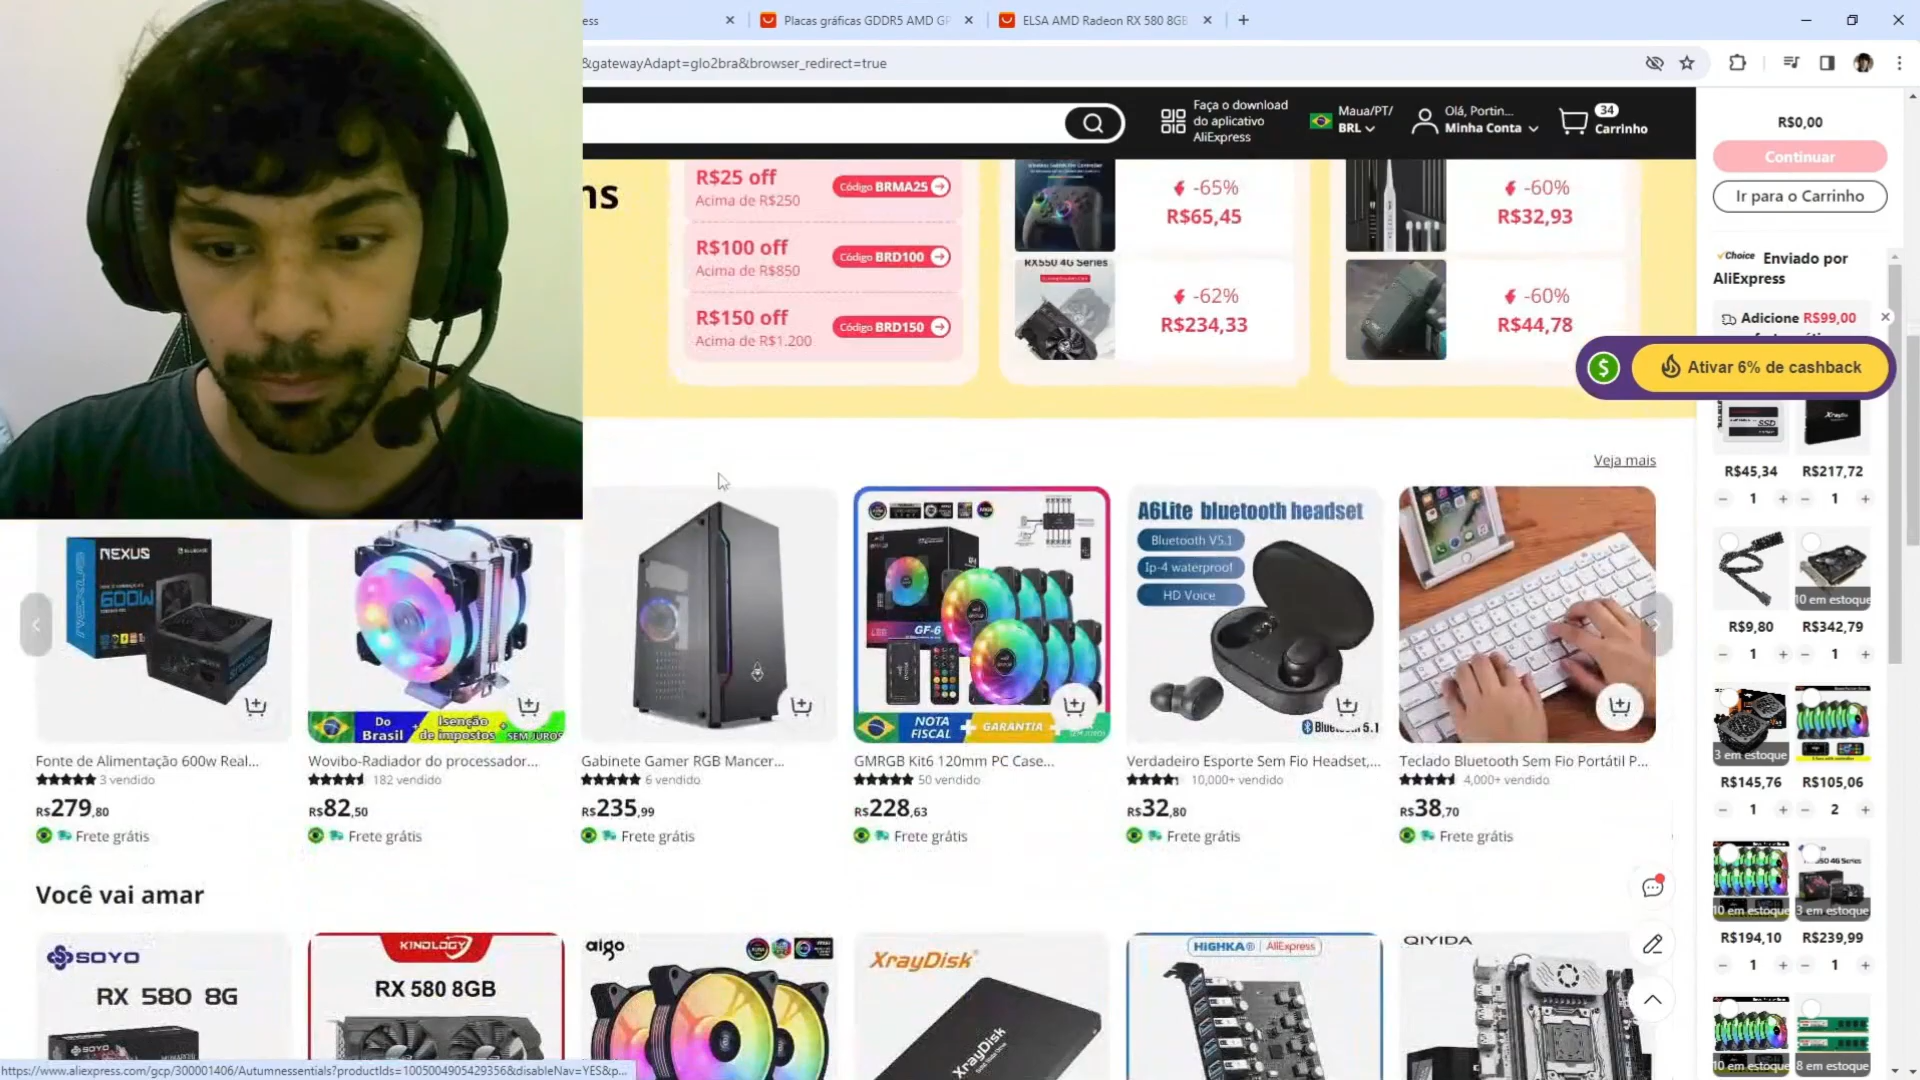 ess
Placas gráficas GDDR5 AMD GF
ELSA AMD Radeon RX 580 8GB
&gatewayAdapt=glo2bra&browser_redirect=true
Faça o download
do aplicativo
AliExpress
Maua/PT/
BRL
Olá, Portin...
Minha Conta
34
Carrinho
ns
R$25 off
Acima de R$250
Código BRMA25
R$100 off
Acima de R$850
Código BRD100
R$150 off
Acima de R$1.200
Código BRD150
-65%
R$65,45
RX550 4G Series
-62%
R$234,33
-60%
R$32,93
-60%
R$44,78
R$0,00
Continuar
Ir para o Carrinho
Choice Enviado por
AliExpress
Adicione R$99,00
Ativar 6% de cashback
SSD
R$45,34
R$217,72
1
1
10 em estoque
R$9,80
R$342,79
1
1
3 em estoque
R$145,76
R$105,06
1
2
10 em estoque
3 em estoque
R$194,10
R$239,99
1
1
10 em estoque
8 em estoque
Veja mais
NEXUS
600W
Do
Brasil
+
Isenção
de impostos
SEM JUROS
GF-6
NOTA
FISCAL
+
GARANTIA
A6Lite bluetooth headset
Bluetooth V5.1
Ip-4 waterproof
HD Voice
Bluetooth 5.1
Fonte de Alimentação 600w Real...
3 vendido
R$279,80
Frete grátis
Wovibo-Radiador do processador...
182 vendido
R$82,50
Frete grátis
Gabinete Gamer RGB Mancer...
6 vendido
R$235,99
Frete grátis
GMRGB Kit6 120mm PC Case...
50 vendido
R$228,63
Frete grátis
Verdadeiro Esporte Sem Fio Headset,...
10,000+ vendido
R$32,80
Frete grátis
Teclado Bluetooth Sem Fio Portátil P...
4,000+ vendido
R$38,70
Frete grátis
Você vai amar
SOYO
RX 580 8G
SOYO
KINOLOGY
RX 580 8GB
aigo
XrayDisk
XrayDisk
HIGHKA® | AliExpress
QIYIDA
https://www.aliexpress.com/gcp/300001406/Autumnessentials?productIds=1005004905429356&disableNav=YES&p...